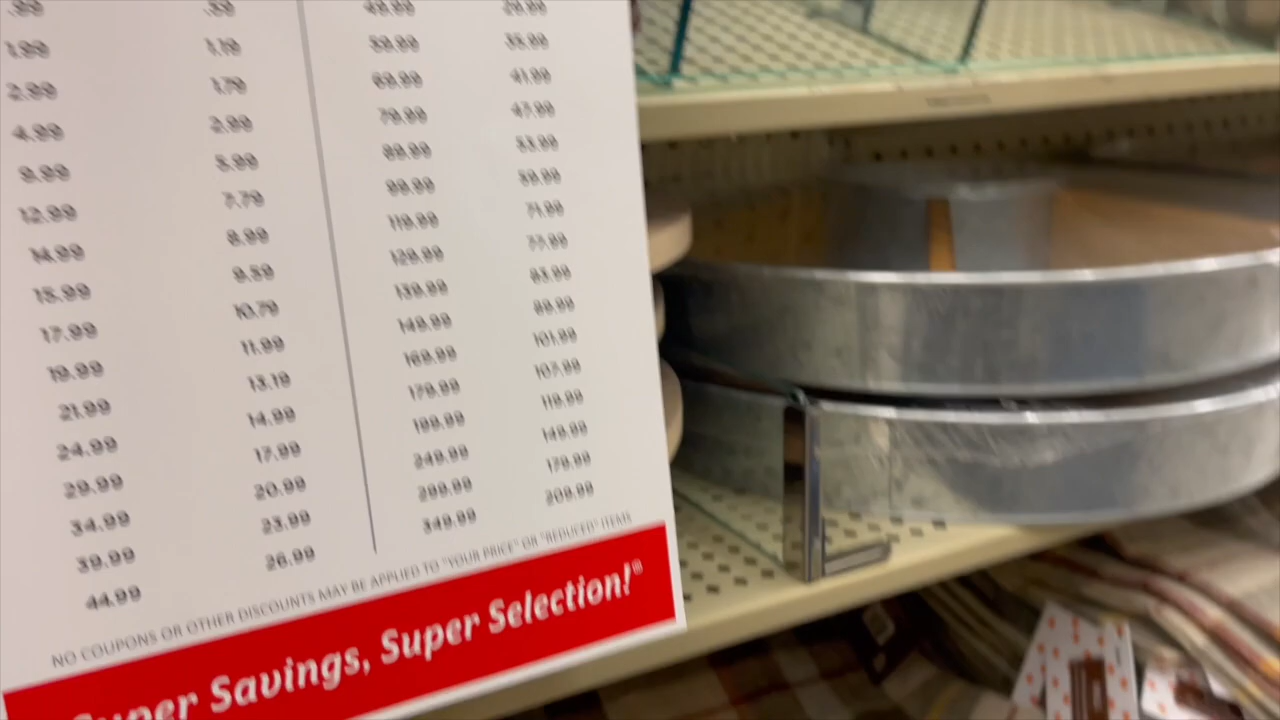 .99 .59 49.99 29.99
1.99 1.19 59.99 35.99
2.99 1.79 69.99 41.99
4.99 2.99 79.99 47.99
9.99 5.99 89.99 53.99
12.99 7.79 99.99 59.99
14.99 8.99 119.99 71.99
15.99 9.59 129.99 77.99
17.99 10.79 139.99 83.99
19.99 11.99 149.99 89.99
21.99 13.19 169.99 101.99
24.99 14.99 179.99 107.99
29.99 17.99 199.99 119.99
34.99 20.99 249.99 149.99
39.99 23.99 299.99 179.99
44.99 26.99 349.99 209.99
NO COUPONS OR OTHER DISCOUNTS MAY BE APPLIED TO "YOUR PRICE" OR "REDUCED" ITEMS
Super Savings, Super Selection!®